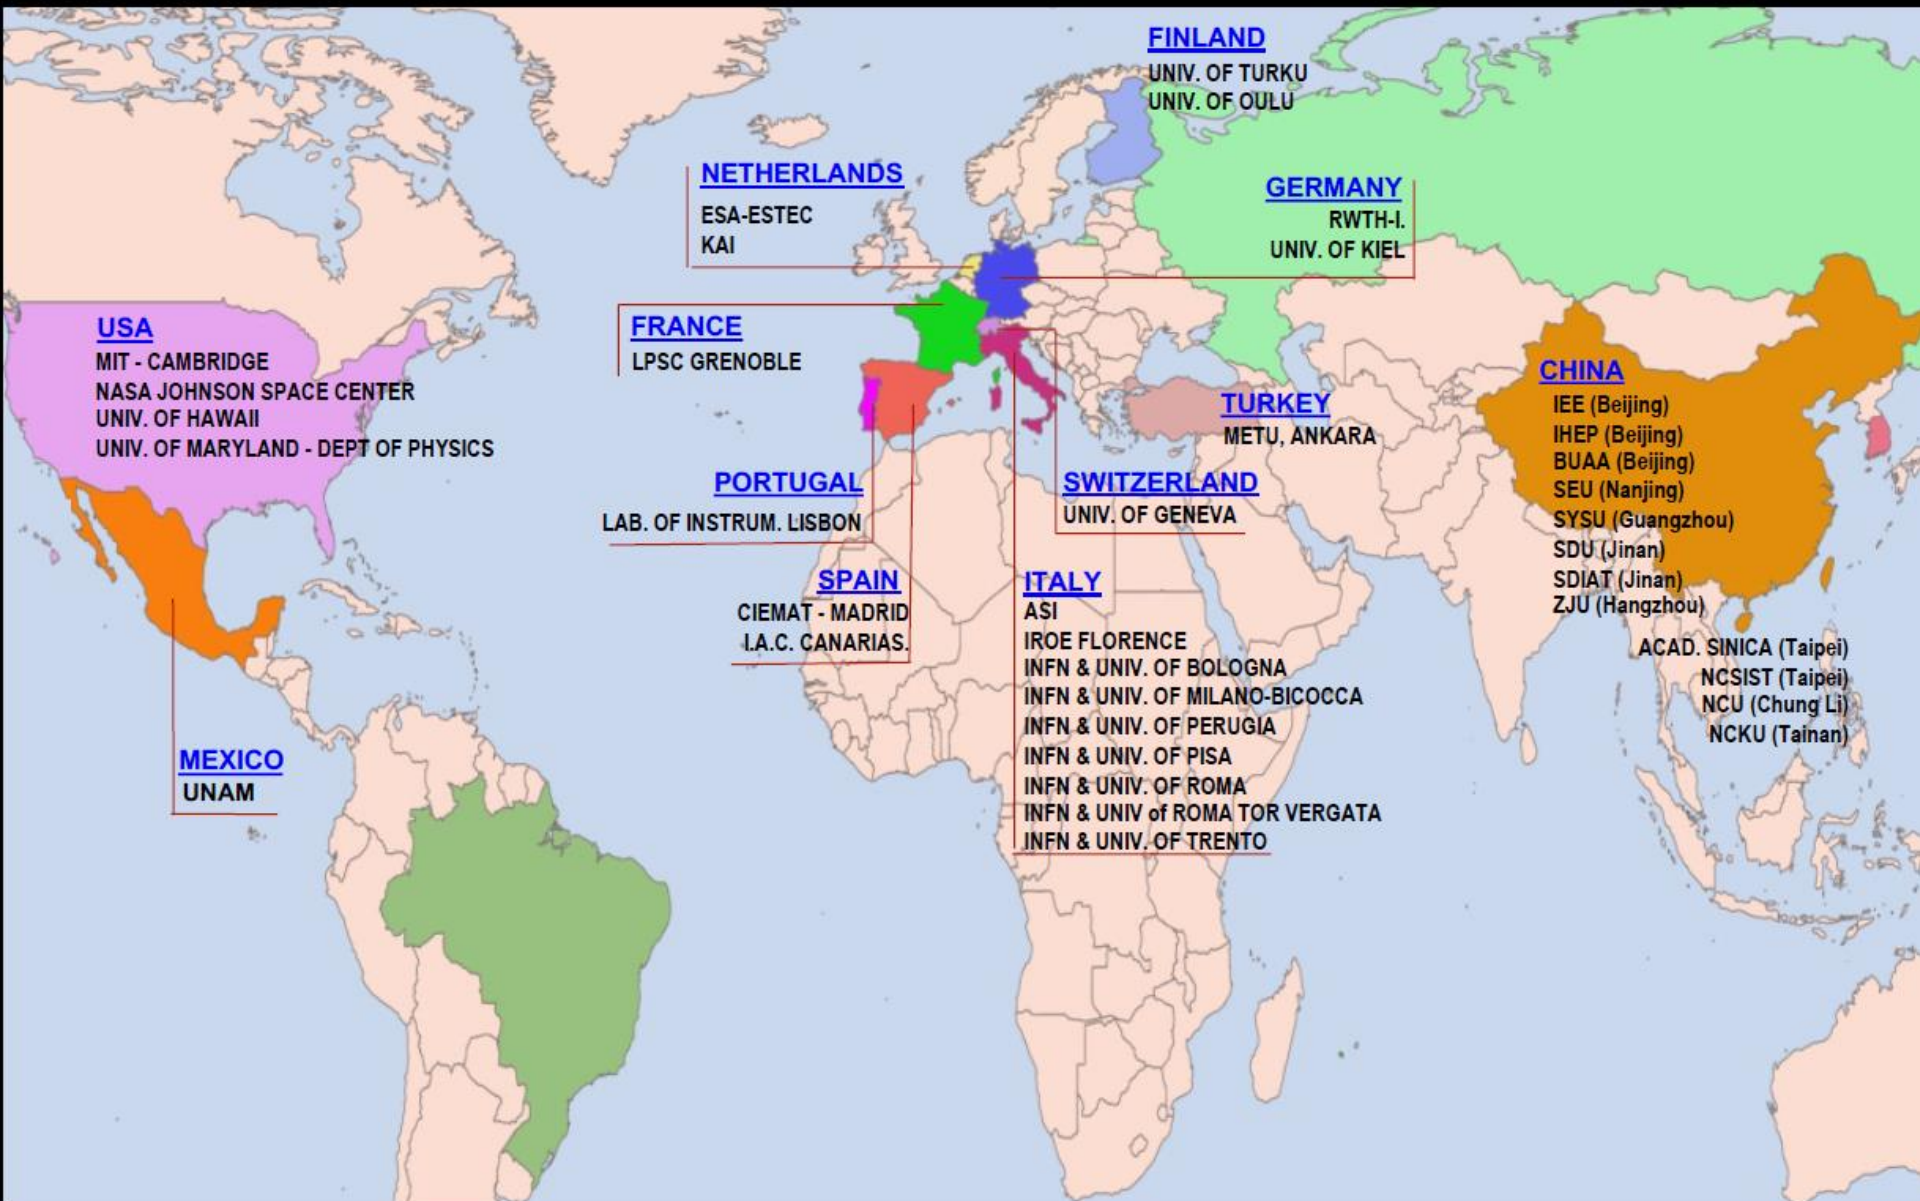 FINLAND
UNIV. OF TURKU
UNIV. OF OULU
NETHERLANDS
ESA-ESTEC
KAI
GERMANY
RWTH-I.
UNIV. OF KIEL
USA
MIT - CAMBRIDGE
NASA JOHNSON SPACE CENTER
UNIV. OF HAWAII
UNIV. OF MARYLAND - DEPT OF PHYSICS
FRANCE
LPSC GRENOBLE
TURKEY
METU, ANKARA
CHINA
IEE (Beijing)
IHEP (Beijing)
BUAA (Beijing)
SEU (Nanjing)
SYSU (Guangzhou)
SDU (Jinan)
SDIAT (Jinan)
ZJU (Hangzhou)
ACAD. SINICA (Taipei)
NCSIST (Taipei)
NCU (Chung Li)
NCKU (Tainan)
PORTUGAL
LAB. OF INSTRUM. LISBON
SWITZERLAND
UNIV. OF GENEVA
SPAIN
CIEMAT - MADRID
I.A.C. CANARIAS.
ITALY
ASI
IROE FLORENCE
INFN & UNIV. OF BOLOGNA
INFN & UNIV. OF MILANO-BICOCCA
INFN & UNIV. OF PERUGIA
INFN & UNIV. OF PISA
INFN & UNIV. OF ROMA
INFN & UNIV of ROMA TOR VERGATA
INFN & UNIV. OF TRENTO
MEXICO
UNAM